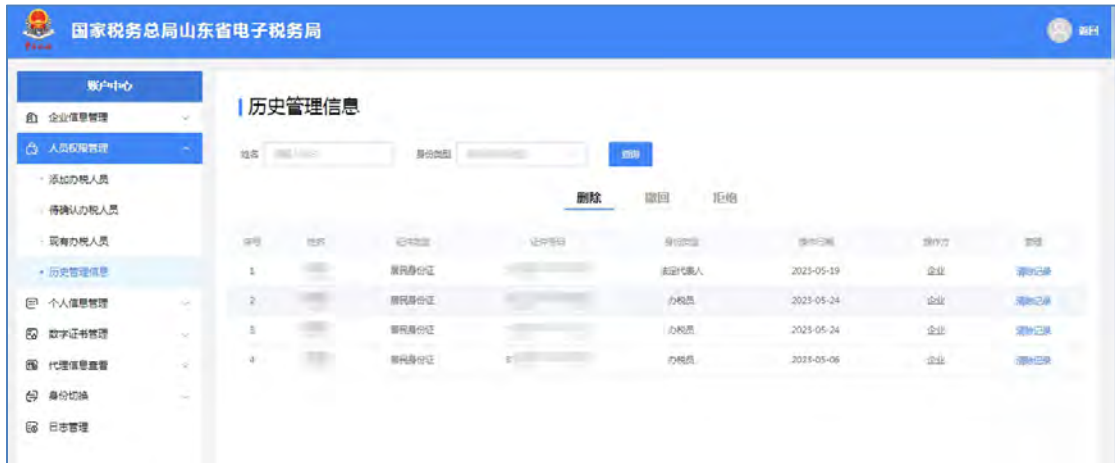 国家税务总局山东省电子税务局
返回
账户中心
企业信息管理
人员权限管理
添加办税人员
待确认办税人员
现有办税人员
历史管理信息
个人信息管理
数字证书管理
代理信息查看
身份切换
日志管理
历史管理信息
姓名 身份类型 查询
删除 撤回 拒绝
序号 姓名 证件类型 证件号码 身份类型 操作日期 操作方 管理
1 居民身份证 法定代表人 2023-05-19 企业 清除记录
2 居民身份证 办税员 2023-05-24 企业 清除记录
3 居民身份证 办税员 2023-05-24 企业 清除记录
4 居民身份证 办税员 2023-05-06 企业 清除记录